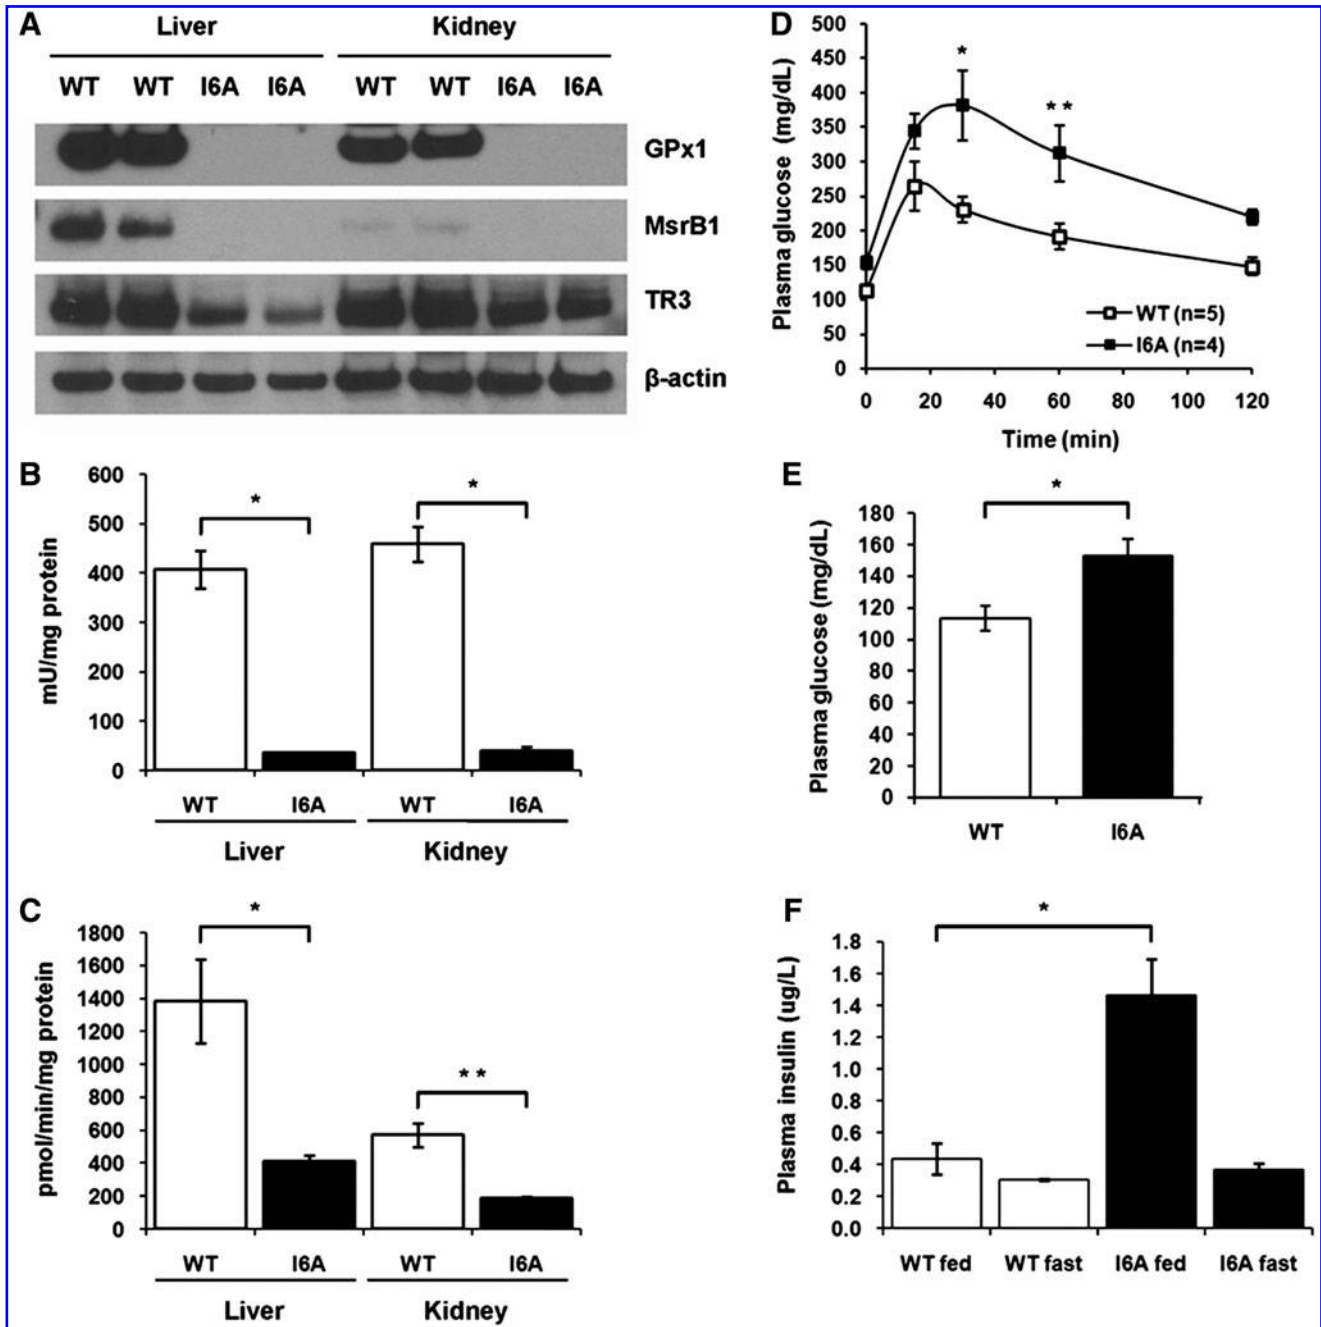 A
Liver
Kidney
WT WT I6A I6A WT WT I6A I6A
GPx1
MsrB1
TR3
β-actin
B
600
500
400
300
200
100
0
mU/mg protein
*
*
WT I6A WT I6A
Liver Kidney
C
1800
1600
1400
1200
1000
800
600
400
200
0
pmol/min/mg protein
*
**
WT I6A WT I6A
Liver Kidney
D
500
450
400
350
300
250
200
150
100
50
0
Plasma glucose (mg/dL)
*
**
WT (n=5)
I6A (n=4)
0 20 40 60 80 100 120
Time (min)
E
180
160
140
120
100
80
60
40
20
0
Plasma glucose (mg/dL)
*
WT I6A
F
1.8
1.6
1.4
1.2
1.0
0.8
0.6
0.4
0.2
0.0
Plasma insulin (ug/L)
*
WT fed WT fast I6A fed I6A fast